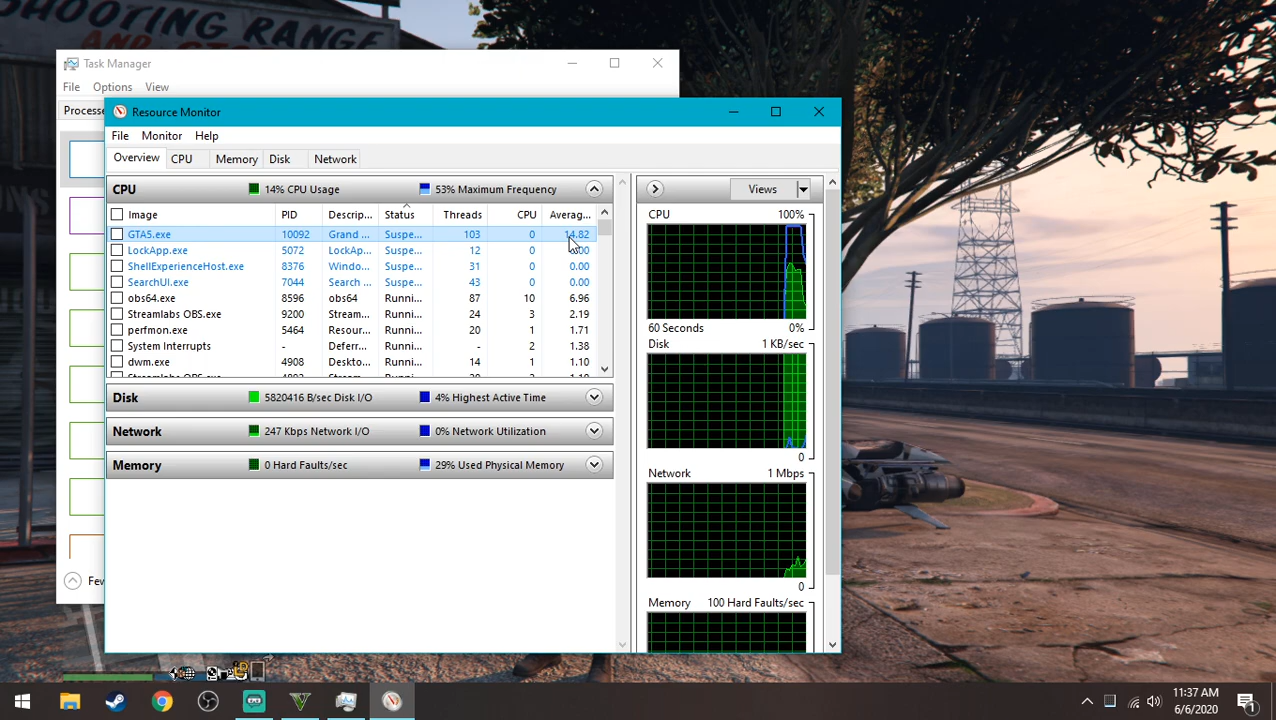 SHOOTING RANGE
Task Manager
File Options View
Processe
Resource Monitor
File Monitor Help
Overview CPU Memory Disk Network
CPU 14% CPU Usage 53% Maximum Frequency
Image PID Descrip... Status Threads CPU Averag...
GTA5.exe 10092 Grand ... Suspe... 103 0 14.82
LockApp.exe 5072 LockAp... Suspe... 12 0 .00
ShellExperienceHost.exe 8376 Windo... Suspe... 31 0 0.00
SearchUI.exe 7044 Search ... Suspe... 43 0 0.00
obs64.exe 8596 obs64 Runni... 87 10 6.96
Streamlabs OBS.exe 9200 Stream... Runni... 24 3 2.19
perfmon.exe 5464 Resour... Runni... 20 1 1.71
System Interrupts - Deferr... Runni... - 2 1.38
dwm.exe 4908 Deskto... Runni... 14 1 1.10
Disk 5820416 B/sec Disk I/O 4% Highest Active Time
Network 247 Kbps Network I/O 0% Network Utilization
Memory 0 Hard Faults/sec 29% Used Physical Memory
Few
Views
CPU 100%
60 Seconds 0%
Disk 1 KB/sec
0
Network 1 Mbps
0
Memory 100 Hard Faults/sec
11:37 AM
6/6/2020
1